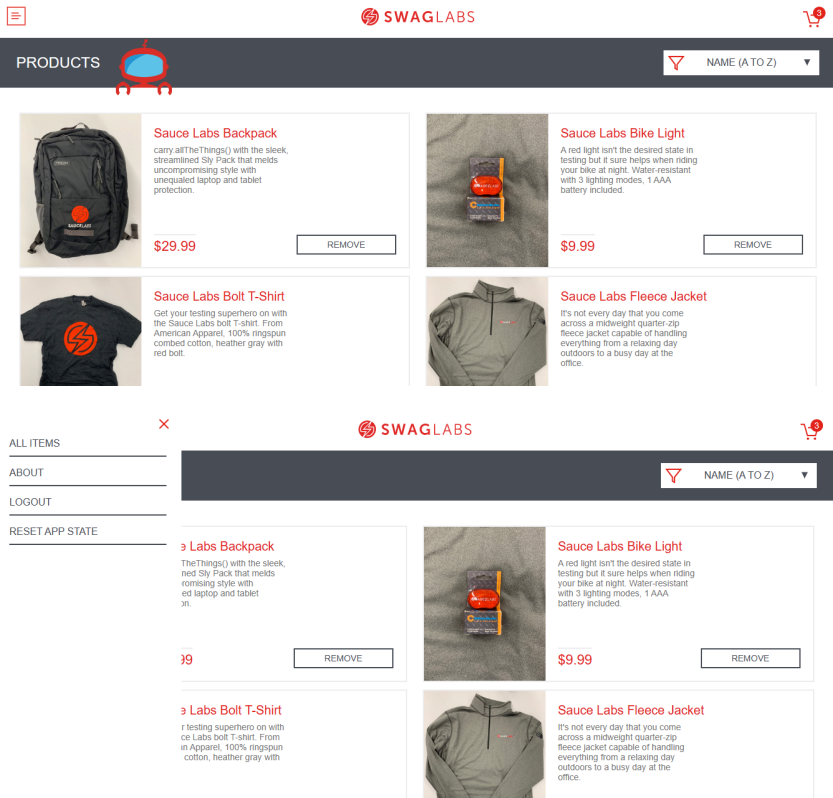 SWAGLABS
3
PRODUCTS
NAME (A TO Z)
Sauce Labs Backpack
carry.allTheThings() with the sleek,
streamlined Sly Pack that melds
uncompromising style with
unequaled laptop and tablet
protection.
$29.99
REMOVE
SAUCELABS
Sauce Labs Bike Light
A red light isn't the desired state in
testing but it sure helps when riding
your bike at night. Water-resistant
with 3 lighting modes, 1 AAA
battery included.
$9.99
REMOVE
Sauce Labs Bolt T-Shirt
Get your testing superhero on with
the Sauce Labs bolt T-shirt. From
American Apparel, 100% ringspun
combed cotton, heather gray with
red bolt.
Sauce Labs Fleece Jacket
It's not every day that you come
across a midweight quarter-zip
fleece jacket capable of handling
everything from a relaxing day
outdoors to a busy day at the
office.
ALL ITEMS
ABOUT
LOGOUT
RESET APP STATE
SWAGLABS
3
NAME (A TO Z)
e Labs Backpack
TheThings() with the sleek,
ned Sly Pack that melds
romising style with
ed laptop and tablet
on.
99
REMOVE
Sauce Labs Bike Light
A red light isn't the desired state in
testing but it sure helps when riding
your bike at night. Water-resistant
with 3 lighting modes, 1 AAA
battery included.
$9.99
REMOVE
e Labs Bolt T-Shirt
r testing superhero on with
ce Labs bolt T-shirt. From
n Apparel, 100% ringspun
cotton, heather gray with
Sauce Labs Fleece Jacket
It's not every day that you come
across a midweight quarter-zip
fleece jacket capable of handling
everything from a relaxing day
outdoors to a busy day at the
office.